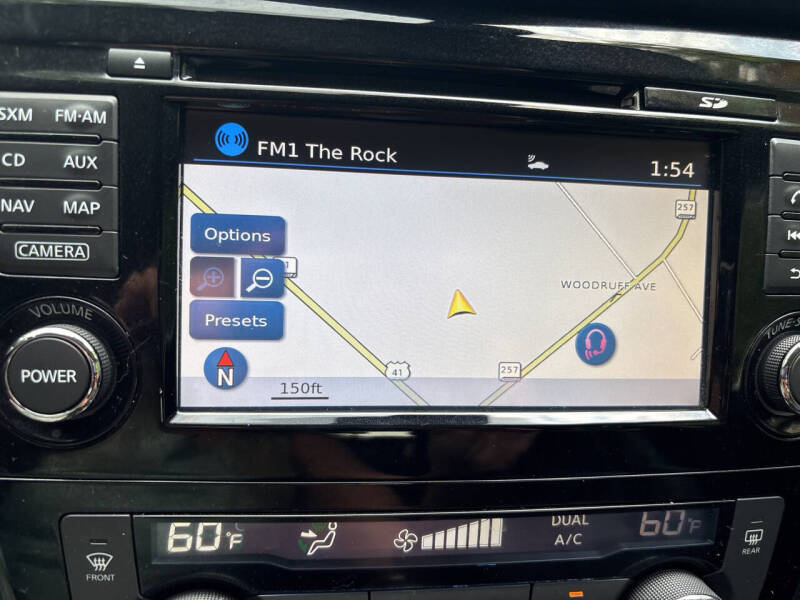 SXM FM·AM
CD AUX
NAV MAP
CAMERA
VOLUME
POWER
SD
FM1 The Rock
1:54
Options
Presets
N
150ft
41
257
257
WOODRUFF AVE
TUNE-S
60°F
DUAL
A/C
60°F
FRONT
REAR